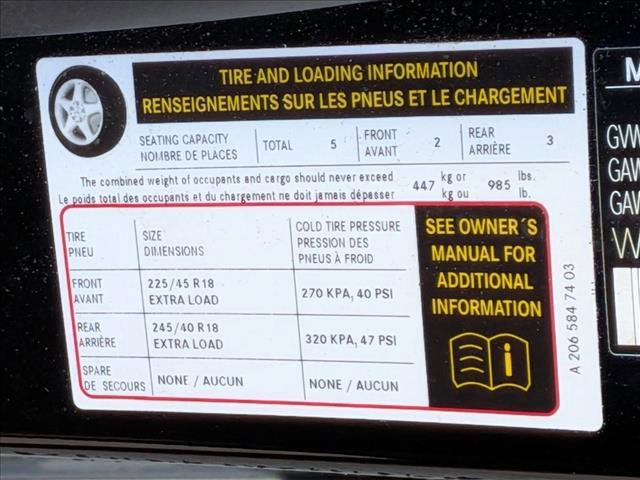 TIRE AND LOADING INFORMATION
RENSEIGNEMENTS SUR LES PNEUS ET LE CHARGEMENT
SEATING CAPACITY TOTAL 5 FRONT 2 REAR 3
NOMBRE DE PLACES AVANT ARRIÈRE
The combined weight of occupants and cargo should never exceed 447 kg or 985 lbs.
Le poids total des occupants et du chargement ne doit jamais dépasser kg ou lb.
TIRE SIZE COLD TIRE PRESSURE
PNEU DIMENSIONS PRESSION DES
PNEUS À FROID
FRONT 225/45 R18 270 KPA, 40 PSI
AVANT EXTRA LOAD
REAR 245/40 R18 320 KPA, 47 PSI
ARRIÈRE EXTRA LOAD
SPARE NONE / AUCUN NONE / AUCUN
DE SECOURS
SEE OWNER´S
MANUAL FOR
ADDITIONAL
INFORMATION
i
A 206 584 74 03
M
GVW
GAW
GAW